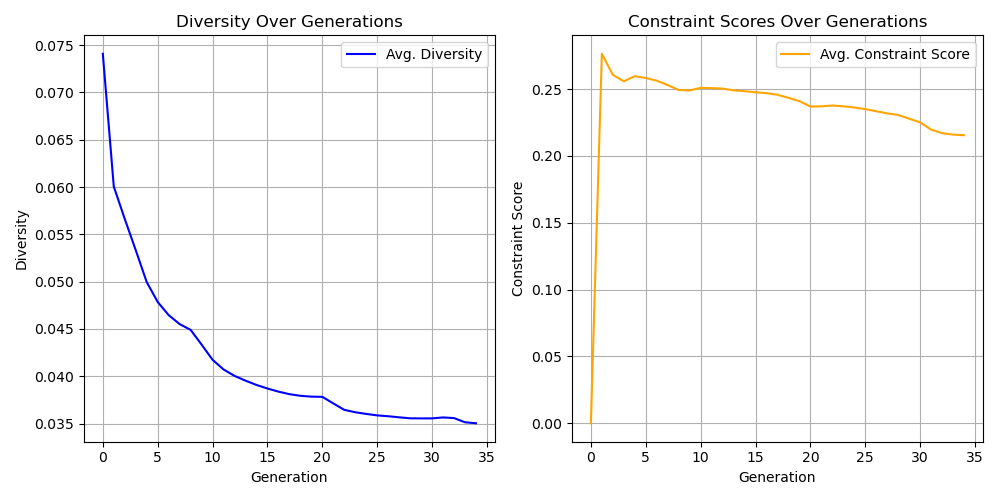 Diversity Over Generations
Avg. Diversity
0.075
0.070
0.065
0.060
0.055
0.050
0.045
0.040
0.035
Diversity
0 5 10 15 20 25 30 35
Generation
Constraint Scores Over Generations
Avg. Constraint Score
0.25
0.20
0.15
0.10
0.05
0.00
Constraint Score
0 5 10 15 20 25 30 35
Generation